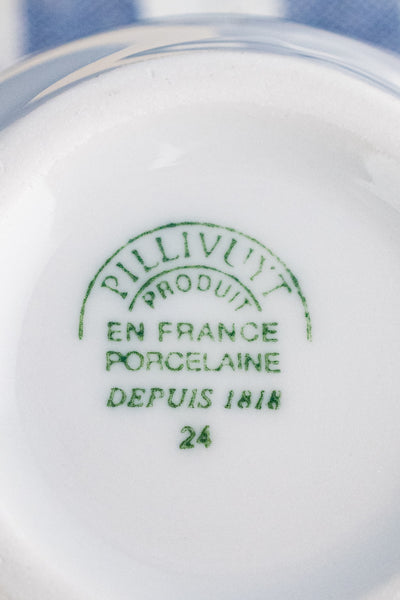 PILLIVUYT
PRODUIT
EN FRANCE
PORCELAINE
DEPUIS 1818
24